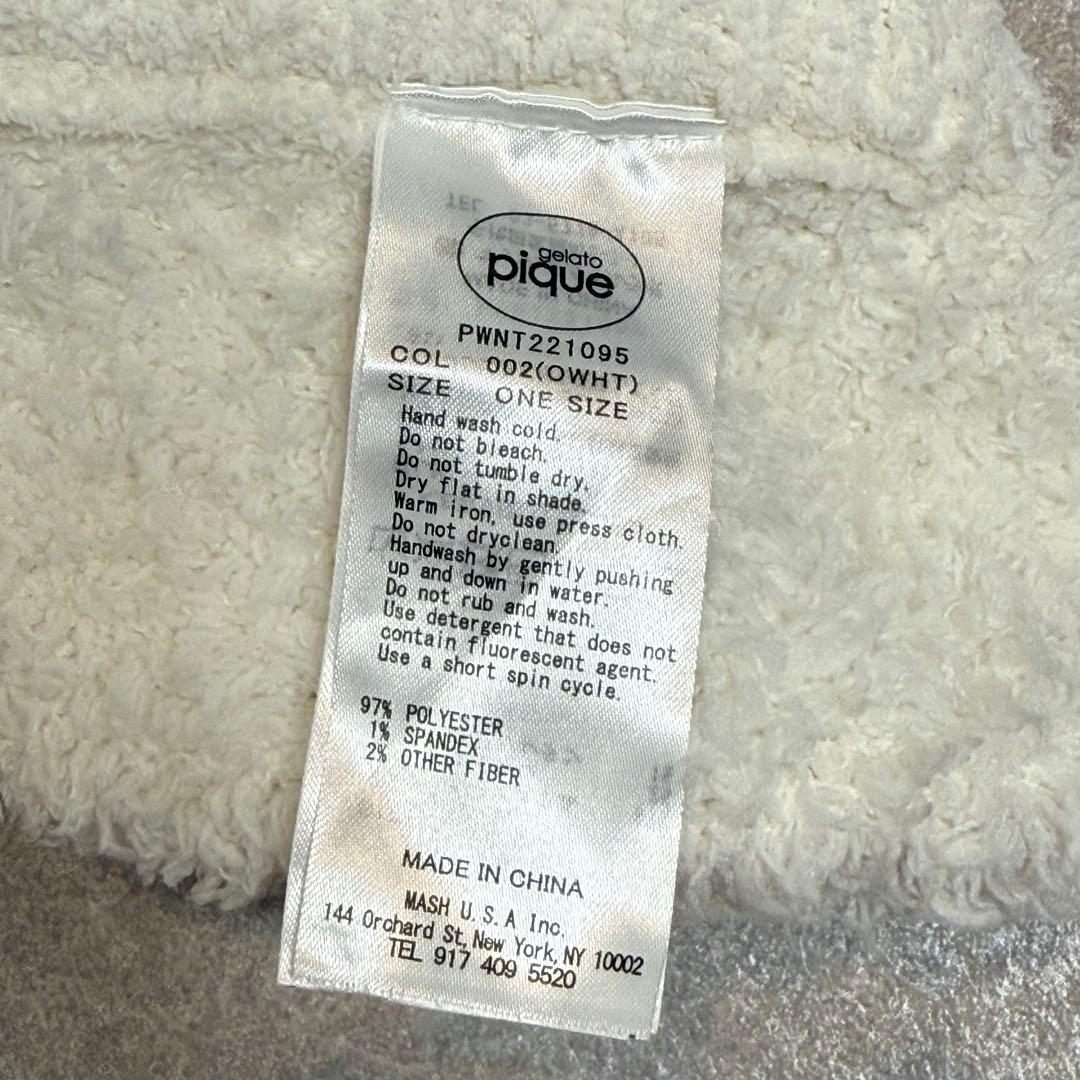 gelato
pique
PWNT221095
COL 002(OWHT)
SIZE ONE SIZE
Hand wash cold.
Do not bleach.
Do not tumble dry.
Dry flat in shade.
Warm iron, use press cloth.
Do not dryclean.
Handwash by gently pushing
up and down in water.
Do not rub and wash.
Use detergent that does not
contain fluorescent agent.
Use a short spin cycle.
97% POLYESTER
1% SPANDEX
2% OTHER FIBER
MADE IN CHINA
MASH U.S.A Inc.
144 Orchard St, New York, NY 10002
TEL 917 409 5520